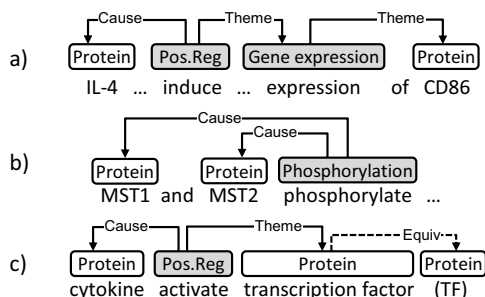 Cause Theme Theme
a) Protein Pos.Reg Gene expression Protein
IL-4 ... induce ... expression of CD86
Cause
Cause
b) Protein Protein Phosphorylation
MST1 and MST2 phosphorylate ...
Cause Theme Equiv
c) Protein Pos.Reg Protein Protein
cytokine activate transcription factor (TF)